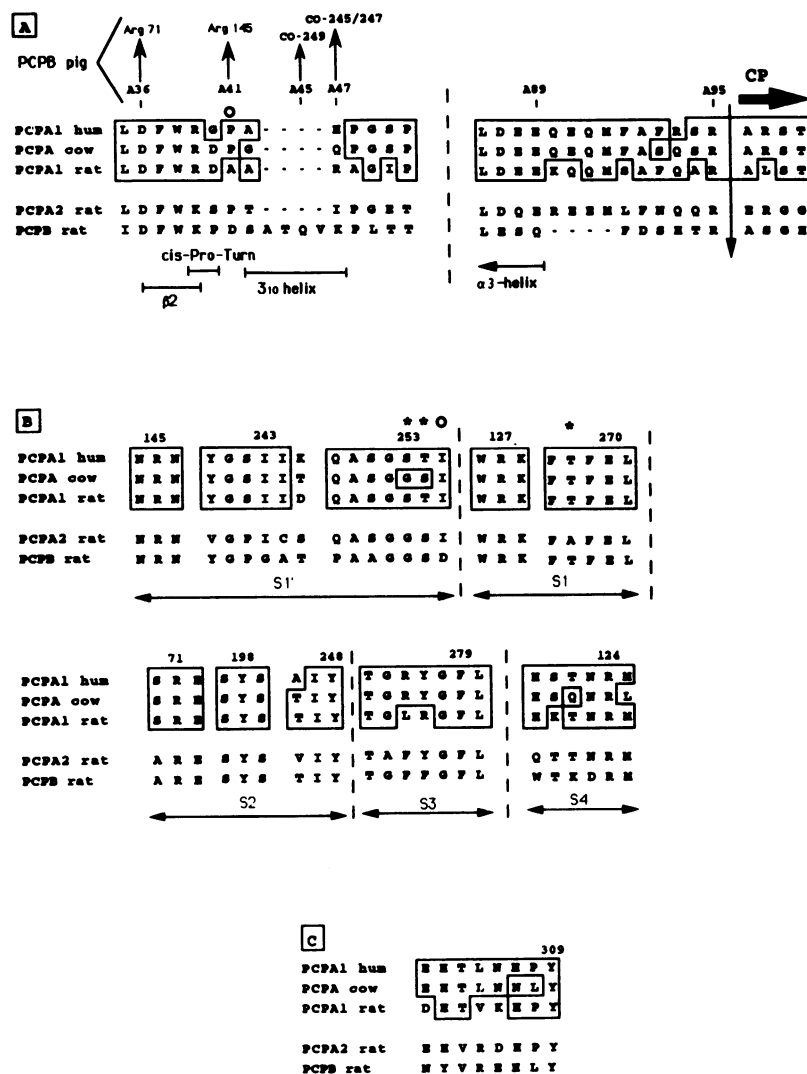 A
Arg 71 Arg 145 CO-249 CO-245/247
PCPB pig
A36 A41 A45 A47 A89 A95 CP
PCPA1 hum L D F W R G P A - - - - H P G S P L D E E Q E Q M F A F R S R A R S T
PCPA cow L D F W R D P G - - - - Q P G S P L D E E Q E Q M F A S Q S R A R S T
PCPA1 rat L D F W R D A A - - - - R A G I P L D E E K Q Q M S A F Q A R A L S T
PCPA2 rat L D F W K S P T - - - - I P G E T L D Q E R E E M L F N Q Q R E R G G
PCPB rat I D F W K P D S A T Q V K P L T T L E S Q - - - - F D S H T R A S G H
cis-Pro-Turn
β2 3₁₀ helix α3-helix
B
* * O *
145 243 253 127 270
PCPA1 hum N R N Y G S I I K Q A S G S T I W R K F T F E L
PCPA cow N R N Y G S I I T Q A S G G S I W R K F T F E L
PCPA1 rat N R N Y G S I I D Q A S G S T I W R K F T F E L
PCPA2 rat N R N V G P I C S Q A S G G S I W R K F A F E L
PCPB rat N R N Y G P G A T P A A G G S D W R K F T F E L
S1' S1
71 198 248 279 124
PCPA1 hum S R E S Y S A I Y T G R Y G F L H S T N R M
PCPA cow S R E S Y S T I Y T G R Y G F L H S Q N R L
PCPA1 rat S R E S Y S T I Y T G L R G F L H K T N R M
PCPA2 rat A R E S Y S V I Y T A F Y G F L Q T T N R M
PCPB rat A R E S Y S T I Y T G F F G F L W T K D R M
S2 S3 S4
C
309
PCPA1 hum E H T L N H P Y
PCPA cow E H T L N N L Y
PCPA1 rat D H T V K H P Y
PCPA2 rat E H V R D H P Y
PCPB rat N Y V R E H L Y